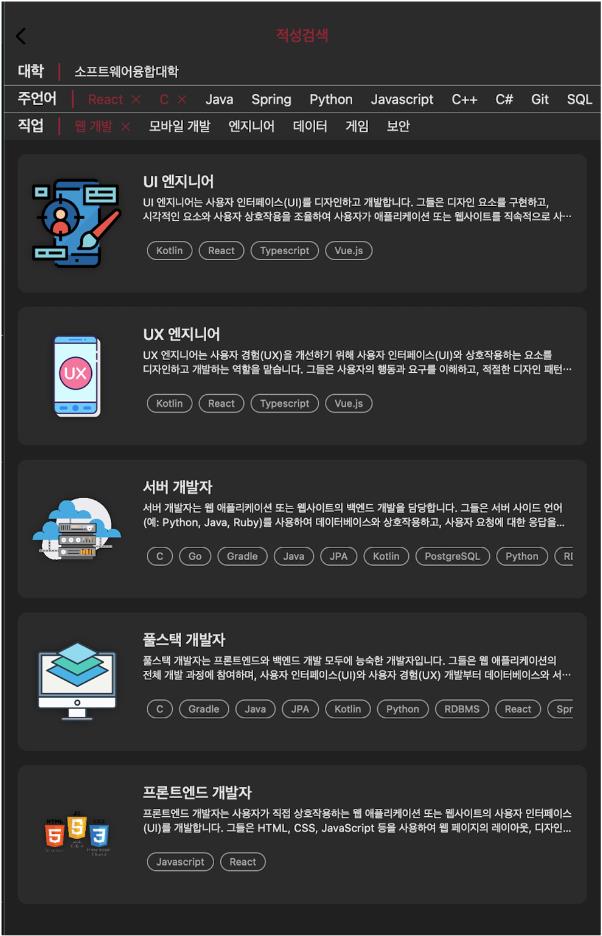 적성검색
대학 소프트웨어융합대학
주언어 React × C × Java Spring Python Javascript C++ C# Git SQL
직업 웹 개발 × 모바일 개발 엔지니어 데이터 게임 보안
UI 엔지니어
UI 엔지니어는 사용자 인터페이스(UI)를 디자인하고 개발합니다. 그들은 디자인 요소를 구현하고,
시각적인 요소와 사용자 상호작용을 조율하여 사용자가 애플리케이션 또는 웹사이트를 직속적으로 사…
Kotlin React Typescript Vue.js
UX
UX 엔지니어
UX 엔지니어는 사용자 경험(UX)을 개선하기 위해 사용자 인터페이스(UI)와 상호작용하는 요소를
디자인하고 개발하는 역할을 맡습니다. 그들은 사용자의 행동과 요구를 이해하고, 적절한 디자인 패턴…
Kotlin React Typescript Vue.js
서버 개발자
서버 개발자는 웹 애플리케이션 또는 웹사이트의 백엔드 개발을 담당합니다. 그들은 서버 사이드 언어
(예: Python, Java, Ruby)를 사용하여 데이터베이스와 상호작용하고, 사용자 요청에 대한 응답을…
C Go Gradle Java JPA Kotlin PostgreSQL Python
풀스택 개발자
풀스택 개발자는 프론트엔드와 백엔드 개발 모두에 능숙한 개발자입니다. 그들은 웹 애플리케이션의
전체 개발 과정에 참여하며, 사용자 인터페이스(UI)와 사용자 경험(UX) 개발부터 데이터베이스와 서…
C Gradle Java JPA Kotlin Python RDBMS React Spr
HTML 5 5 3
프론트엔드 개발자
프론트엔드 개발자는 사용자가 직접 상호작용하는 웹 애플리케이션 또는 웹사이트의 사용자 인터페이스
(UI)를 개발합니다. 그들은 HTML, CSS, JavaScript 등을 사용하여 웹 페이지의 레이아웃, 디자인…
Javascript React